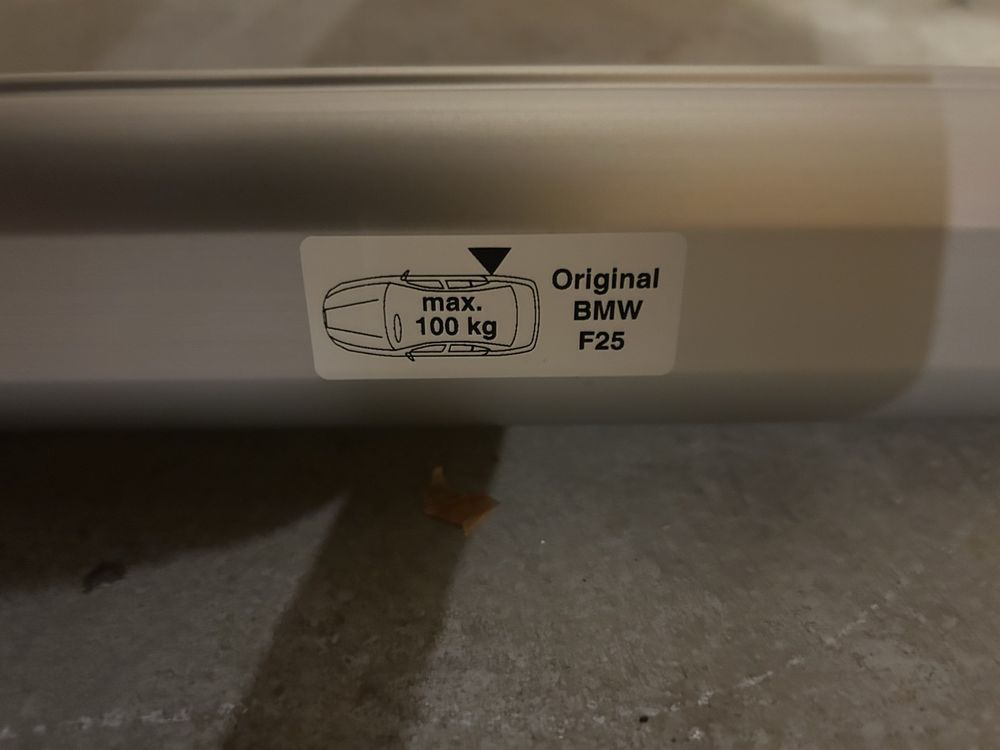 max.
100 kg
Original
BMW
F25